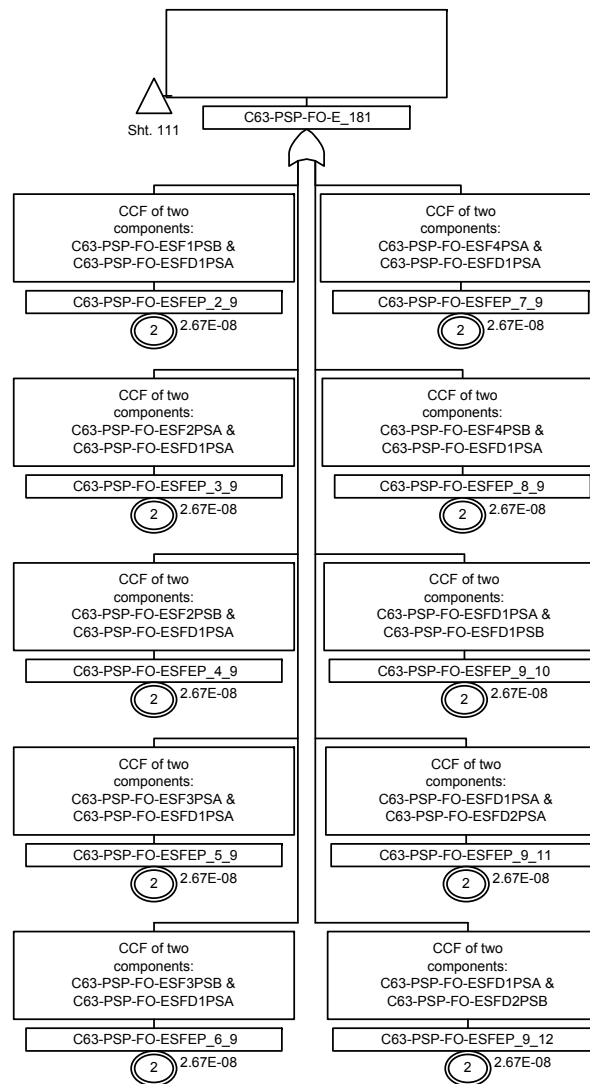 Sht. 111
C63-PSP-FO-E_181
CCF of two
components:
C63-PSP-FO-ESF1PSB &
C63-PSP-FO-ESFD1PSA
C63-PSP-FO-ESFEP_2_9
2
2.67E-08
CCF of two
components:
C63-PSP-FO-ESF4PSA &
C63-PSP-FO-ESFD1PSA
C63-PSP-FO-ESFEP_7_9
2
2.67E-08
CCF of two
components:
C63-PSP-FO-ESF2PSA &
C63-PSP-FO-ESFD1PSA
C63-PSP-FO-ESFEP_3_9
2
2.67E-08
CCF of two
components:
C63-PSP-FO-ESF4PSB &
C63-PSP-FO-ESFD1PSA
C63-PSP-FO-ESFEP_8_9
2
2.67E-08
CCF of two
components:
C63-PSP-FO-ESF2PSB &
C63-PSP-FO-ESFD1PSA
C63-PSP-FO-ESFEP_4_9
2
2.67E-08
CCF of two
components:
C63-PSP-FO-ESFD1PSA &
C63-PSP-FO-ESFD1PSB
C63-PSP-FO-ESFEP_9_10
2
2.67E-08
CCF of two
components:
C63-PSP-FO-ESF3PSA &
C63-PSP-FO-ESFD1PSA
C63-PSP-FO-ESFEP_5_9
2
2.67E-08
CCF of two
components:
C63-PSP-FO-ESFD1PSA &
C63-PSP-FO-ESFD2PSA
C63-PSP-FO-ESFEP_9_11
2
2.67E-08
CCF of two
components:
C63-PSP-FO-ESF3PSB &
C63-PSP-FO-ESFD1PSA
C63-PSP-FO-ESFEP_6_9
2
2.67E-08
CCF of two
components:
C63-PSP-FO-ESFD1PSA &
C63-PSP-FO-ESFD2PSB
C63-PSP-FO-ESFEP_9_12
2
2.67E-08